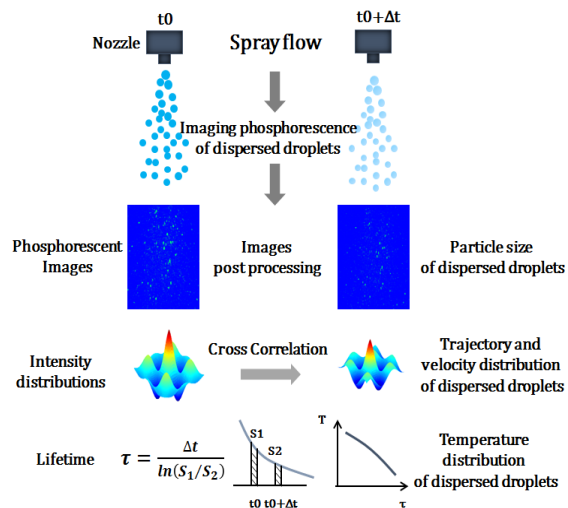 t0
t0+Δt
Nozzle
Spray flow
Imaging phosphorescence
of dispersed droplets
Phosphorescent
Images
Images
post processing
Particle size
of dispersed droplets
Intensity
distributions
Cross Correlation
Trajectory and
velocity distribution
of dispersed droplets
Lifetime
τ = Δt / ln(S₁/S₂)
S1
S2
t0 t0+Δt
T
τ
Temperature
distribution
of dispersed droplets